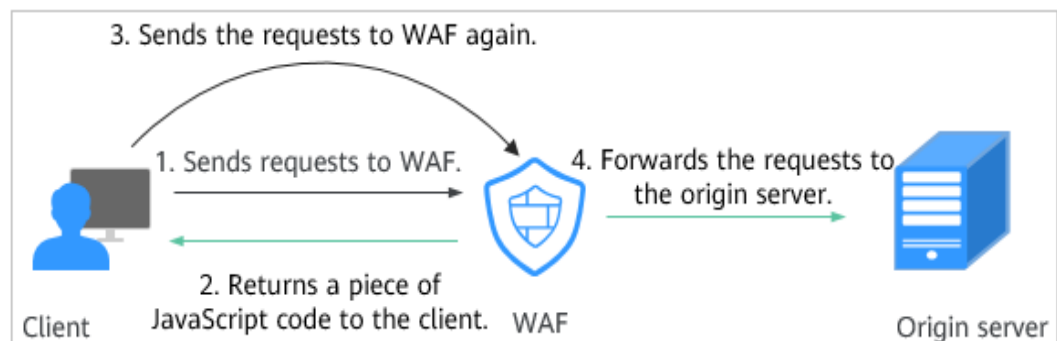 3. Sends the requests to WAF again.
1. Sends requests to WAF.
4. Forwards the requests to
the origin server.
2. Returns a piece of
JavaScript code to the client.
Client
WAF
Origin server